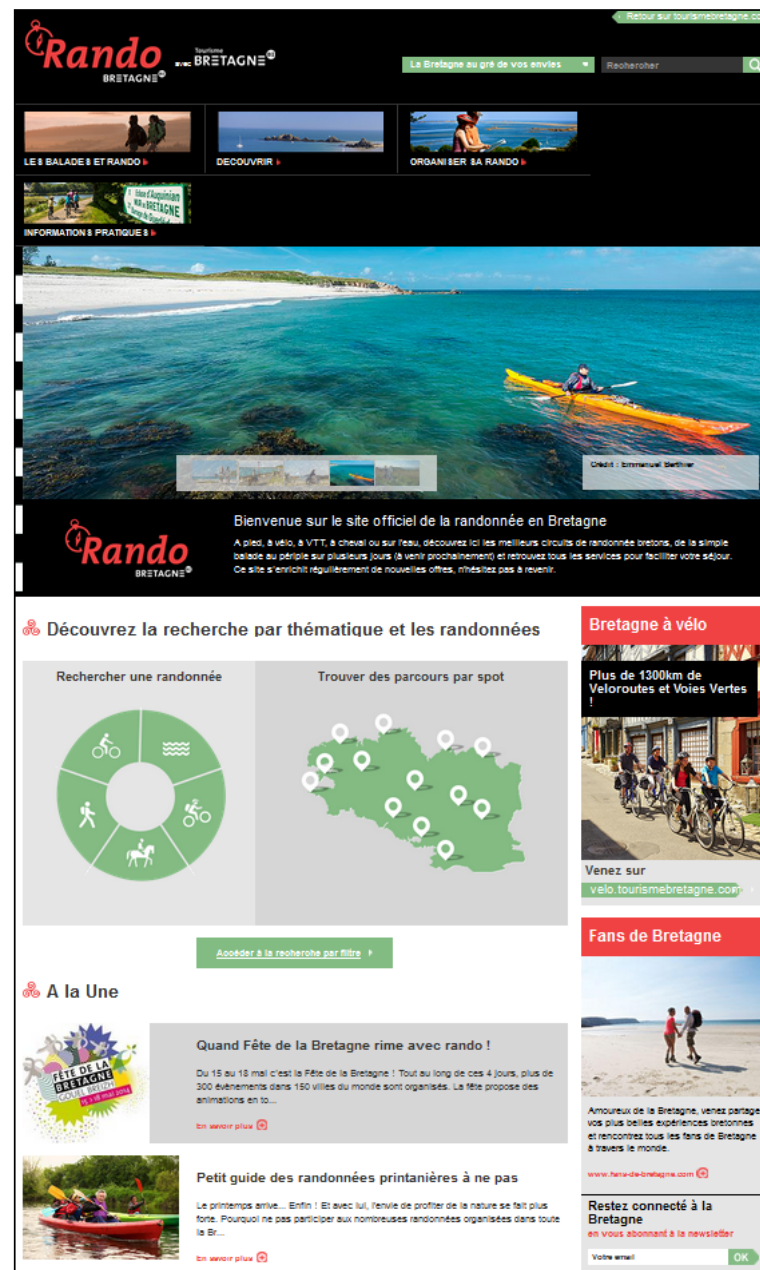 Retour sur tourismebretagne.co
Rando
BRETAGNE
avec
Tourisme
BRETAGNE
La Bretagne au gré de vos envies
Rechercher
LES BALADES ET RANDO
DECOUVRIR
ORGANISER SA RANDO
INFORMATIONS PRATIQUES
MUR de BRETAGNE
Crédit : Emmanuel Berthier
Rando
BRETAGNE
Bienvenue sur le site officiel de la randonnée en Bretagne
A pied, à vélo, à VTT, à cheval ou sur l'eau, découvrez ici les meilleurs circuits de randonnée bretons, de la simple
balade au périple sur plusieurs jours (à venir prochainement) et retrouvez tous les services pour faciliter votre séjour.
Ce site s'enrichit régulièrement de nouvelles offres, n'hésitez pas à revenir.
Découvrez la recherche par thématique et les randonnées
Rechercher une randonnée
Trouver des parcours par spot
Accéder à la recherche par filtre
Bretagne à vélo
Plus de 1300km de
Veloroutes et Voies Vertes
!
Venez sur
velo.tourismebretagne.com
A la Une
FÊTE DE LA
BRETAGNE
GOUEL BREIZH
15 > 18 mai 2014
Quand Fête de la Bretagne rime avec rando !
Du 15 au 18 mai c'est la Fête de la Bretagne ! Tout au long de ces 4 jours, plus de
300 évènements dans 150 villes du monde sont organisés. La fête propose des
animations en to...
En savoir plus
Petit guide des randonnées printanières à ne pas
Le printemps arrive... Enfin ! Et avec lui, l'envie de profiter de la nature se fait plus
forte. Pourquoi ne pas participer aux nombreuses randonnées organisées dans toute
la Br...
En savoir plus
Fans de Bretagne
Amoureux de la Bretagne, venez partage
vos plus belles expériences bretonnes
et rencontrez tous les fans de Bretagne
à travers le monde.
www.fans-de-bretagne.com
Restez connecté à la
Bretagne
en vous abonnant à la newsletter
Votre email
OK